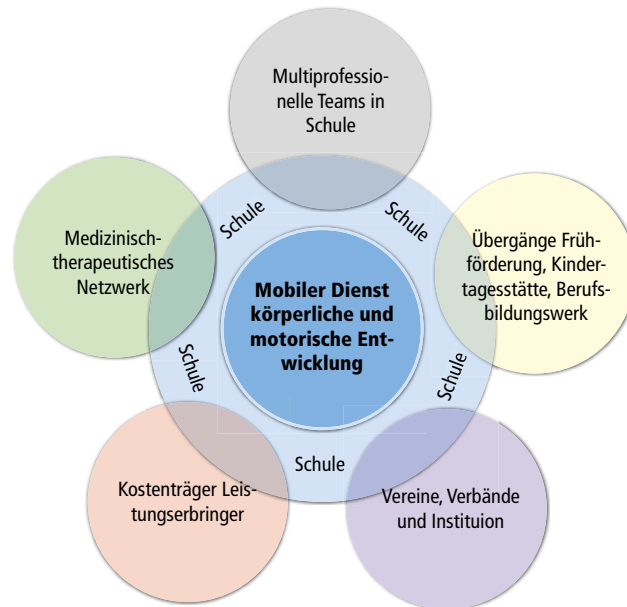 Multiprofessio-
nelle Teams in
Schule
Schule
Schule
Medizinisch-
therapeutisches
Netzwerk
Übergänge Früh-
förderung, Kinder-
tagesstätte, Berufs-
bildungswerk
Mobiler Dienst
körperliche und
motorische Ent-
wicklung
Schule
Schule
Schule
Kostenträger Leis-
tungserbringer
Vereine, Verbände
und Instituion